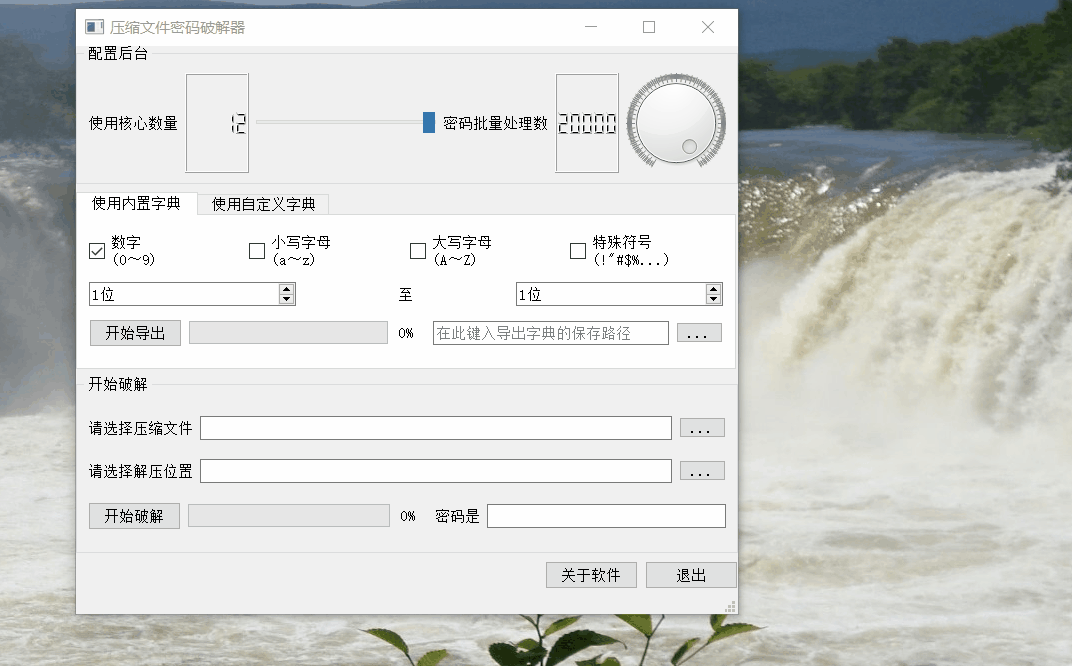 压缩文件密码破解器
配置后台
使用核心数量
12
密码批量处理数
20000
使用内置字典
使用自定义字典
数字
(0～9)
小写字母
(a～z)
大写字母
(A～Z)
特殊符号
(!"#$%...)
1位
至
1位
开始导出
0%
在此键入导出字典的保存路径
...
开始破解
请选择压缩文件
...
请选择解压位置
...
开始破解
0%
密码是
关于软件
退出